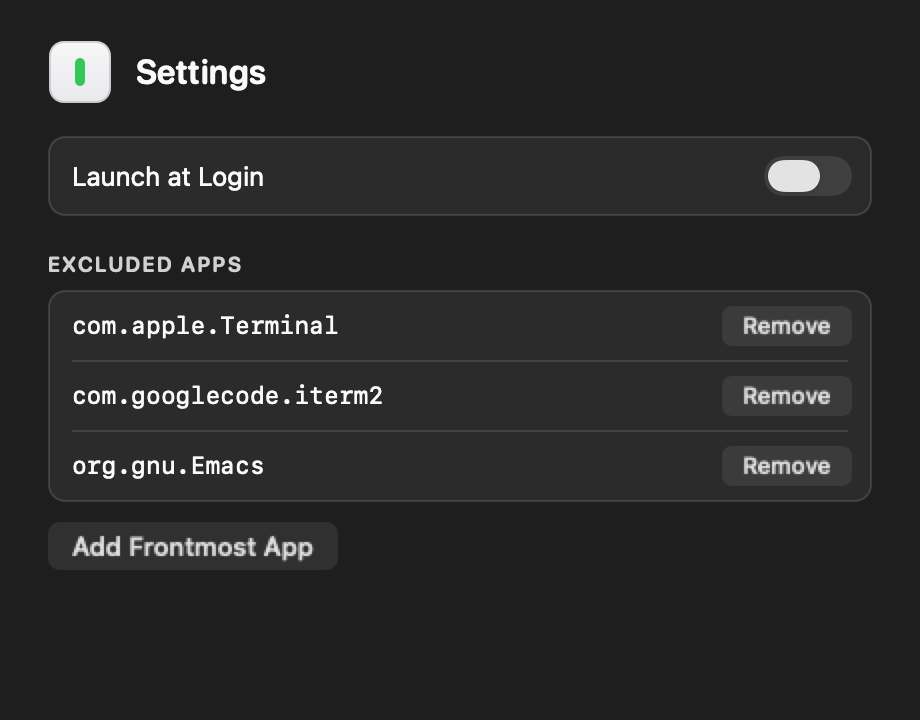 Settings
Launch at Login
EXCLUDED APPS
com.apple.Terminal Remove
com.googlecode.iterm2 Remove
org.gnu.Emacs Remove
Add Frontmost App